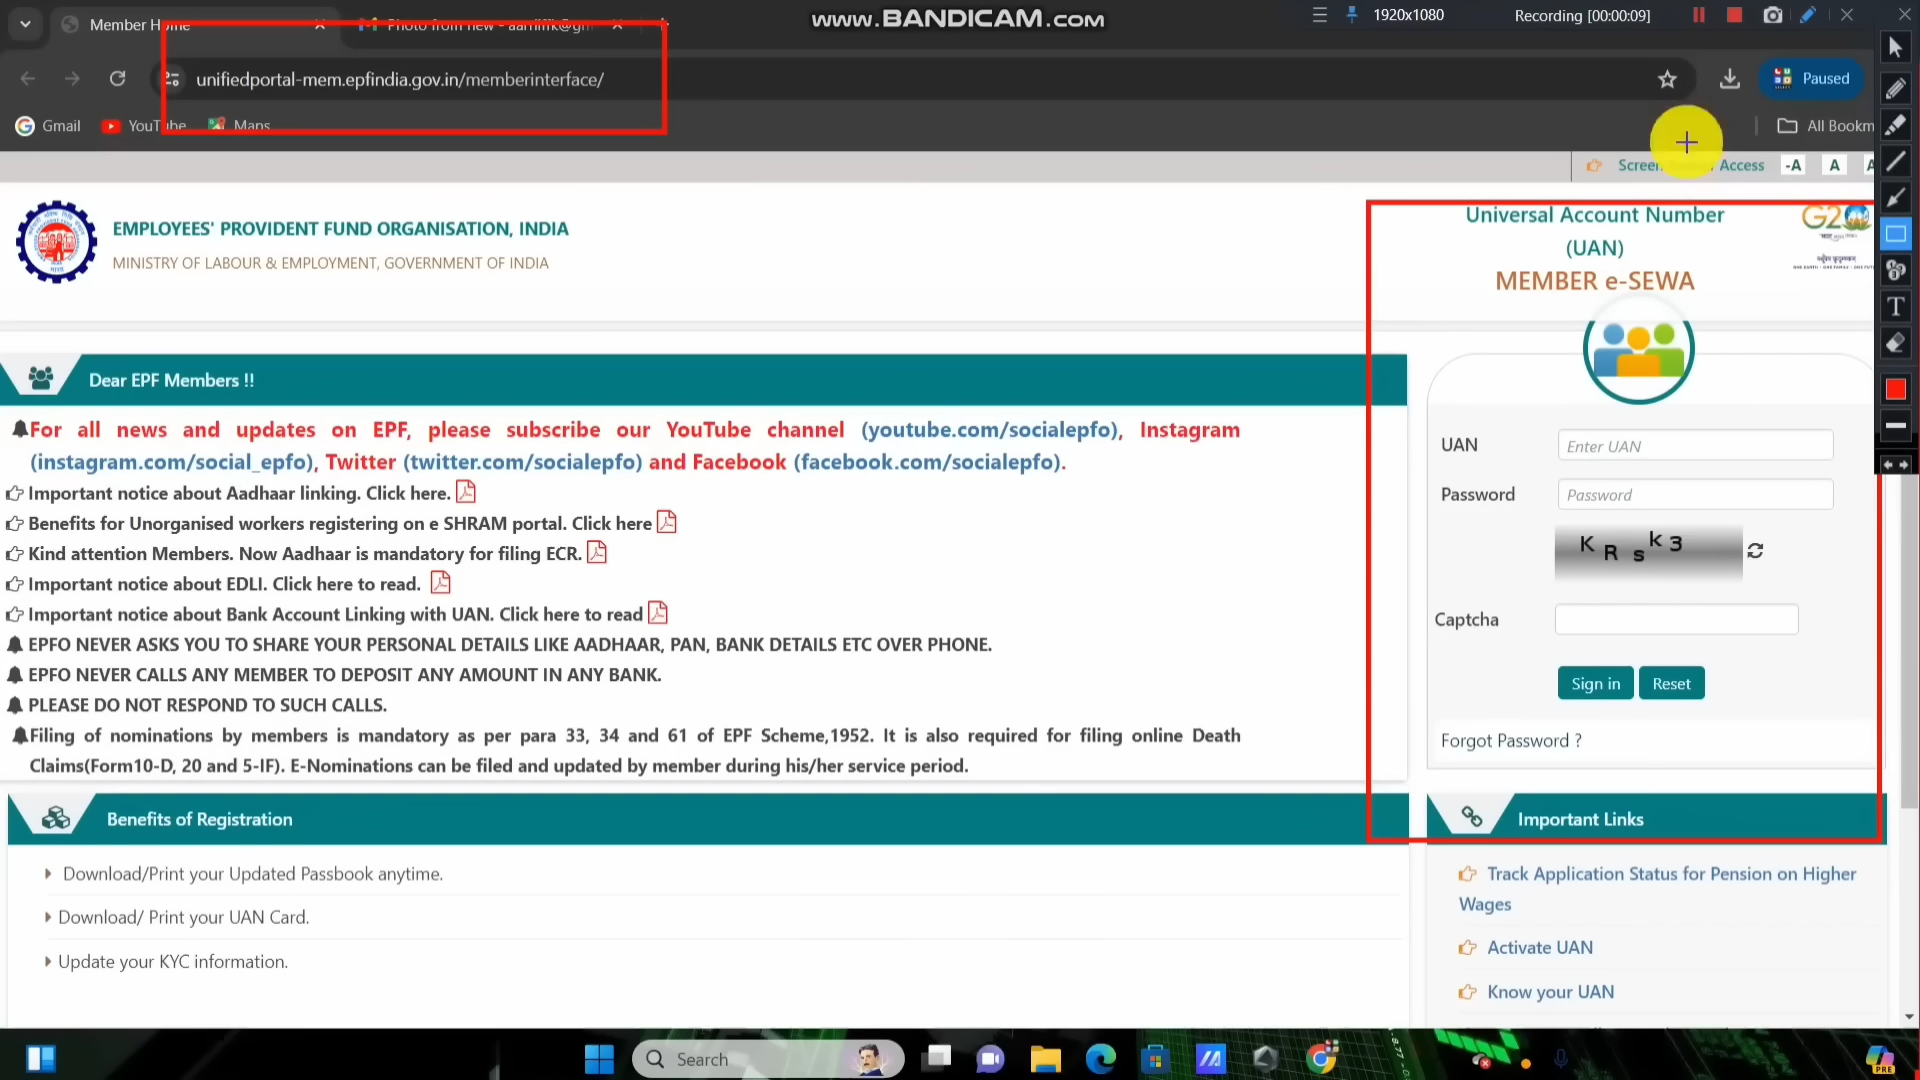 www.BANDICAM.com
1920x1080
Recording [00:00:09]
Member Home
Photo from new - aarniffk@gm
unifiedportal-mem.epfindia.gov.in/memberinterface/
Paused
Gmail
YouTube
Maps
All Bookm
Screen Reader Access
-A
A
EMPLOYEES' PROVIDENT FUND ORGANISATION, INDIA
MINISTRY OF LABOUR & EMPLOYMENT, GOVERNMENT OF INDIA
Universal Account Number
(UAN)
MEMBER e-SEWA
G20
Dear EPF Members !!
For all news and updates on EPF, please subscribe our YouTube channel (youtube.com/socialepfo), Instagram
(instagram.com/social_epfo), Twitter (twitter.com/socialepfo) and Facebook (facebook.com/socialepfo).
Important notice about Aadhaar linking. Click here.
Benefits for Unorganised workers registering on e SHRAM portal. Click here
Kind attention Members. Now Aadhaar is mandatory for filing ECR.
Important notice about EDLI. Click here to read.
Important notice about Bank Account Linking with UAN. Click here to read
EPFO NEVER ASKS YOU TO SHARE YOUR PERSONAL DETAILS LIKE AADHAAR, PAN, BANK DETAILS ETC OVER PHONE.
EPFO NEVER CALLS ANY MEMBER TO DEPOSIT ANY AMOUNT IN ANY BANK.
PLEASE DO NOT RESPOND TO SUCH CALLS.
Filing of nominations by members is mandatory as per para 33, 34 and 61 of EPF Scheme,1952. It is also required for filing online Death
Claims(Form10-D, 20 and 5-IF). E-Nominations can be filed and updated by member during his/her service period.
UAN
Enter UAN
Password
Password
K R s k 3
Captcha
Sign in
Reset
Forgot Password ?
Benefits of Registration
Download/Print your Updated Passbook anytime.
Download/ Print your UAN Card.
Update your KYC information.
Important Links
Track Application Status for Pension on Higher
Wages
Activate UAN
Know your UAN
Search
PRE